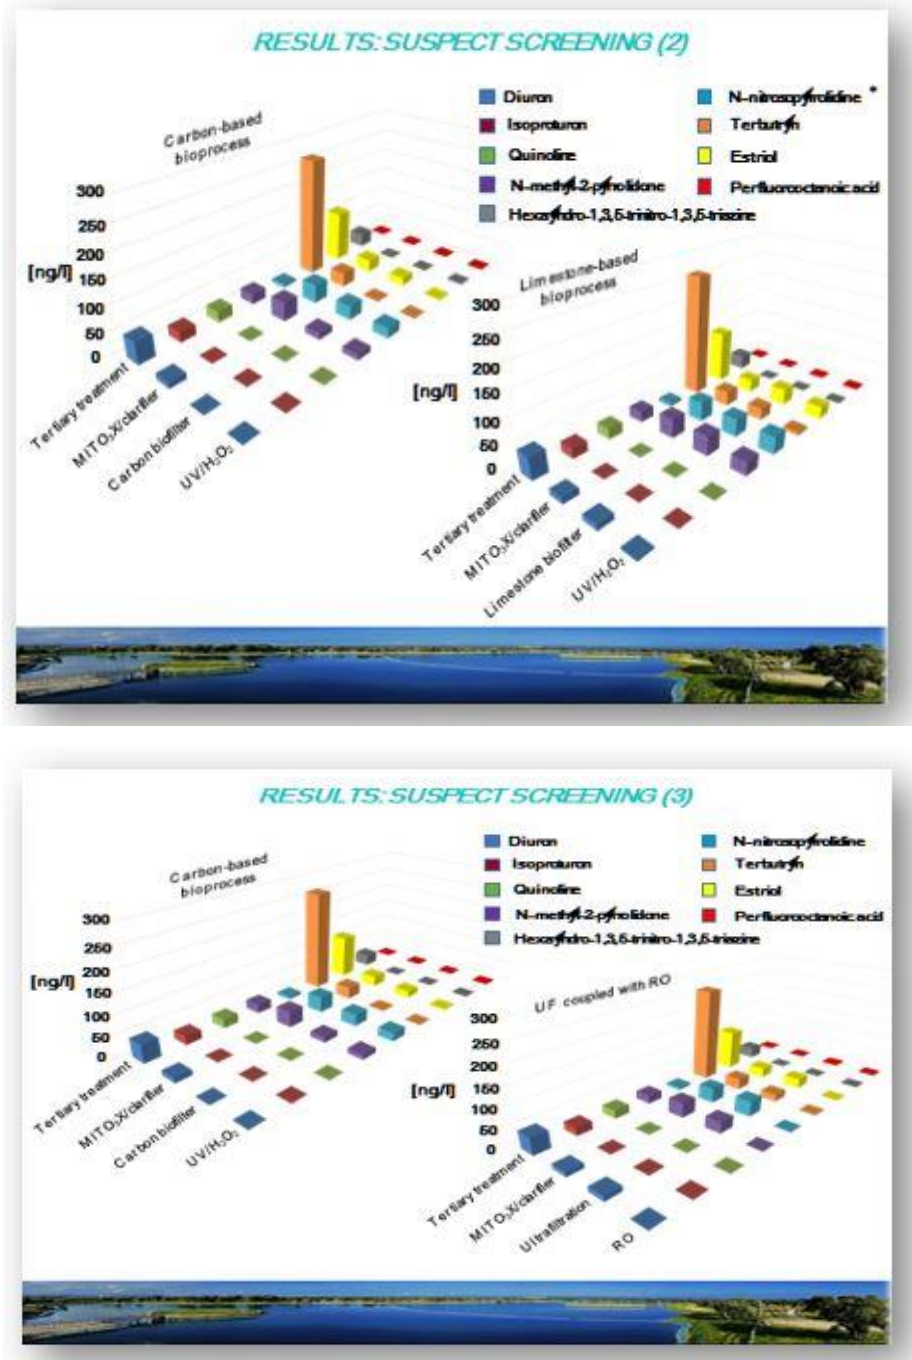 RESULTS: SUSPECT SCREENING (2)
Diuron
Isoproturon
Quinoline
N-methyl-2-pyrrolidone
Hexahydro-1,3,5-trinitro-1,3,5-triazine
N-nitrosopyrrolidine *
Terbutryn
Estriol
Perfluorooctanoic acid
Carbon-based
bioprocess
300
250
200
150
100
50
0
[ng/l]
Tertiary treatment
MITO3X/clarifier
Carbon biofilter
UV/H2O2
Limestone-based
bioprocess
300
250
200
150
100
50
0
[ng/l]
Tertiary treatment
MITO3X/clarifier
Limestone biofilter
UV/H2O2
RESULTS: SUSPECT SCREENING (3)
Diuron
Isoproturon
Quinoline
N-methyl-2-pyrrolidone
Hexahydro-1,3,5-trinitro-1,3,5-triazine
N-nitrosopyrrolidine
Terbutryn
Estriol
Perfluorooctanoic acid
Carbon-based
bioprocess
300
250
200
150
100
50
0
[ng/l]
Tertiary treatment
MITO3X/clarifier
Carbon biofilter
UV/H2O2
UF coupled with RO
300
250
200
150
100
50
0
[ng/l]
Tertiary treatment
MITO3X/clarifier
Ultrafiltration
RO